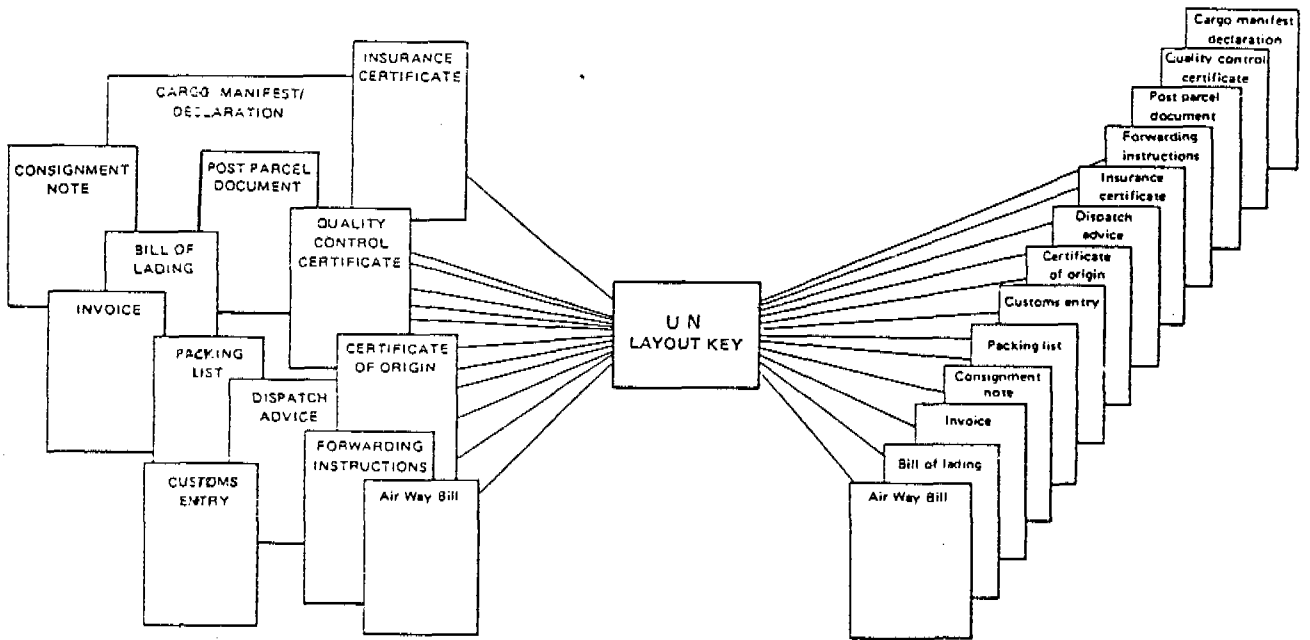 INSURANCE
CERTIFICATE
CARGO MANIFEST/
DECLARATION
CONSIGNMENT
NOTE
POST PARCEL
DOCUMENT
QUALITY
CONTROL
CERTIFICATE
BILL OF
LADING
INVOICE
PACKING
LIST
CERTIFICATE
OF ORIGIN
DISPATCH
ADVICE
FORWARDING
INSTRUCTIONS
CUSTOMS
ENTRY
Air Way Bill
U N
LAYOUT KEY
Cargo manifest
declaration
Quality control
certificate
Post parcel
document
Forwarding
instructions
Insurance
certificate
Dispatch
advice
Certificate
of origin
Customs entry
Packing list
Consignment
note
Invoice
Bill of lading
Air Way Bill